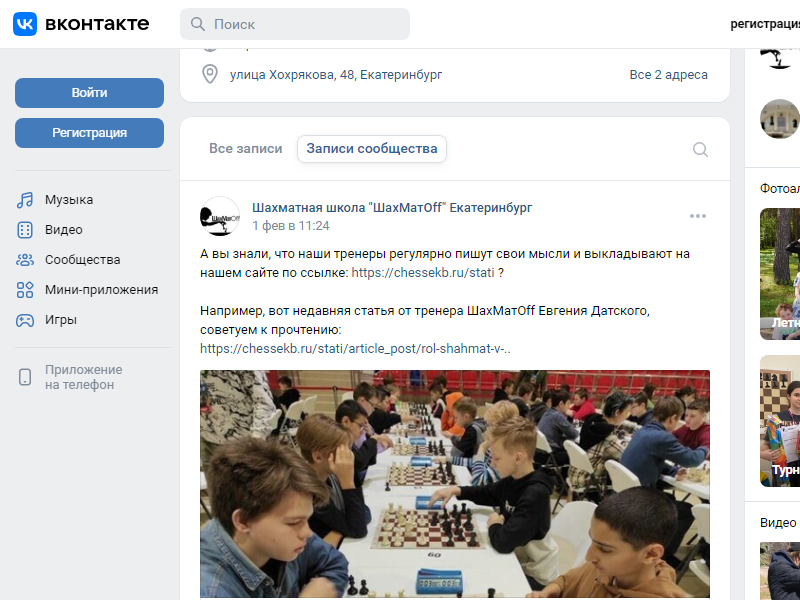 вконтакте
Поиск
регистрация
улица Хохрякова, 48, Екатеринбург
Все 2 адреса
Войти
Регистрация
Все записи
Записи сообщества
Музыка
Видео
Сообщества
Мини-приложения
Игры
Приложение
на телефон
Шахматная школа "ШахМатOff" Екатеринбург
1 фев в 11:24
А вы знали, что наши тренеры регулярно пишут свои мысли и выкладывают на
нашем сайте по ссылке: https://chessekb.ru/stati ?
Например, вот недавняя статья от тренера ШахМатOff Евгения Датского,
советуем к прочтению:
https://chessekb.ru/stati/article_post/rol-shahmat-v-..
ШахМатOff
60
Фотоал
Летн
Турн
Видео